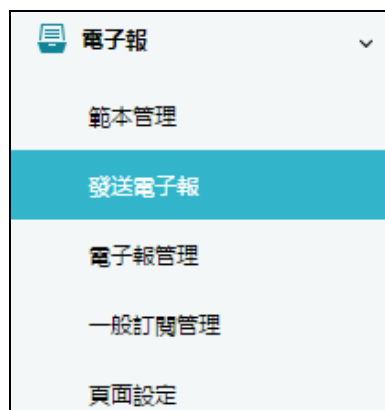 電子報
範本管理
發送電子報
電子報管理
一般訂閱管理
頁面設定